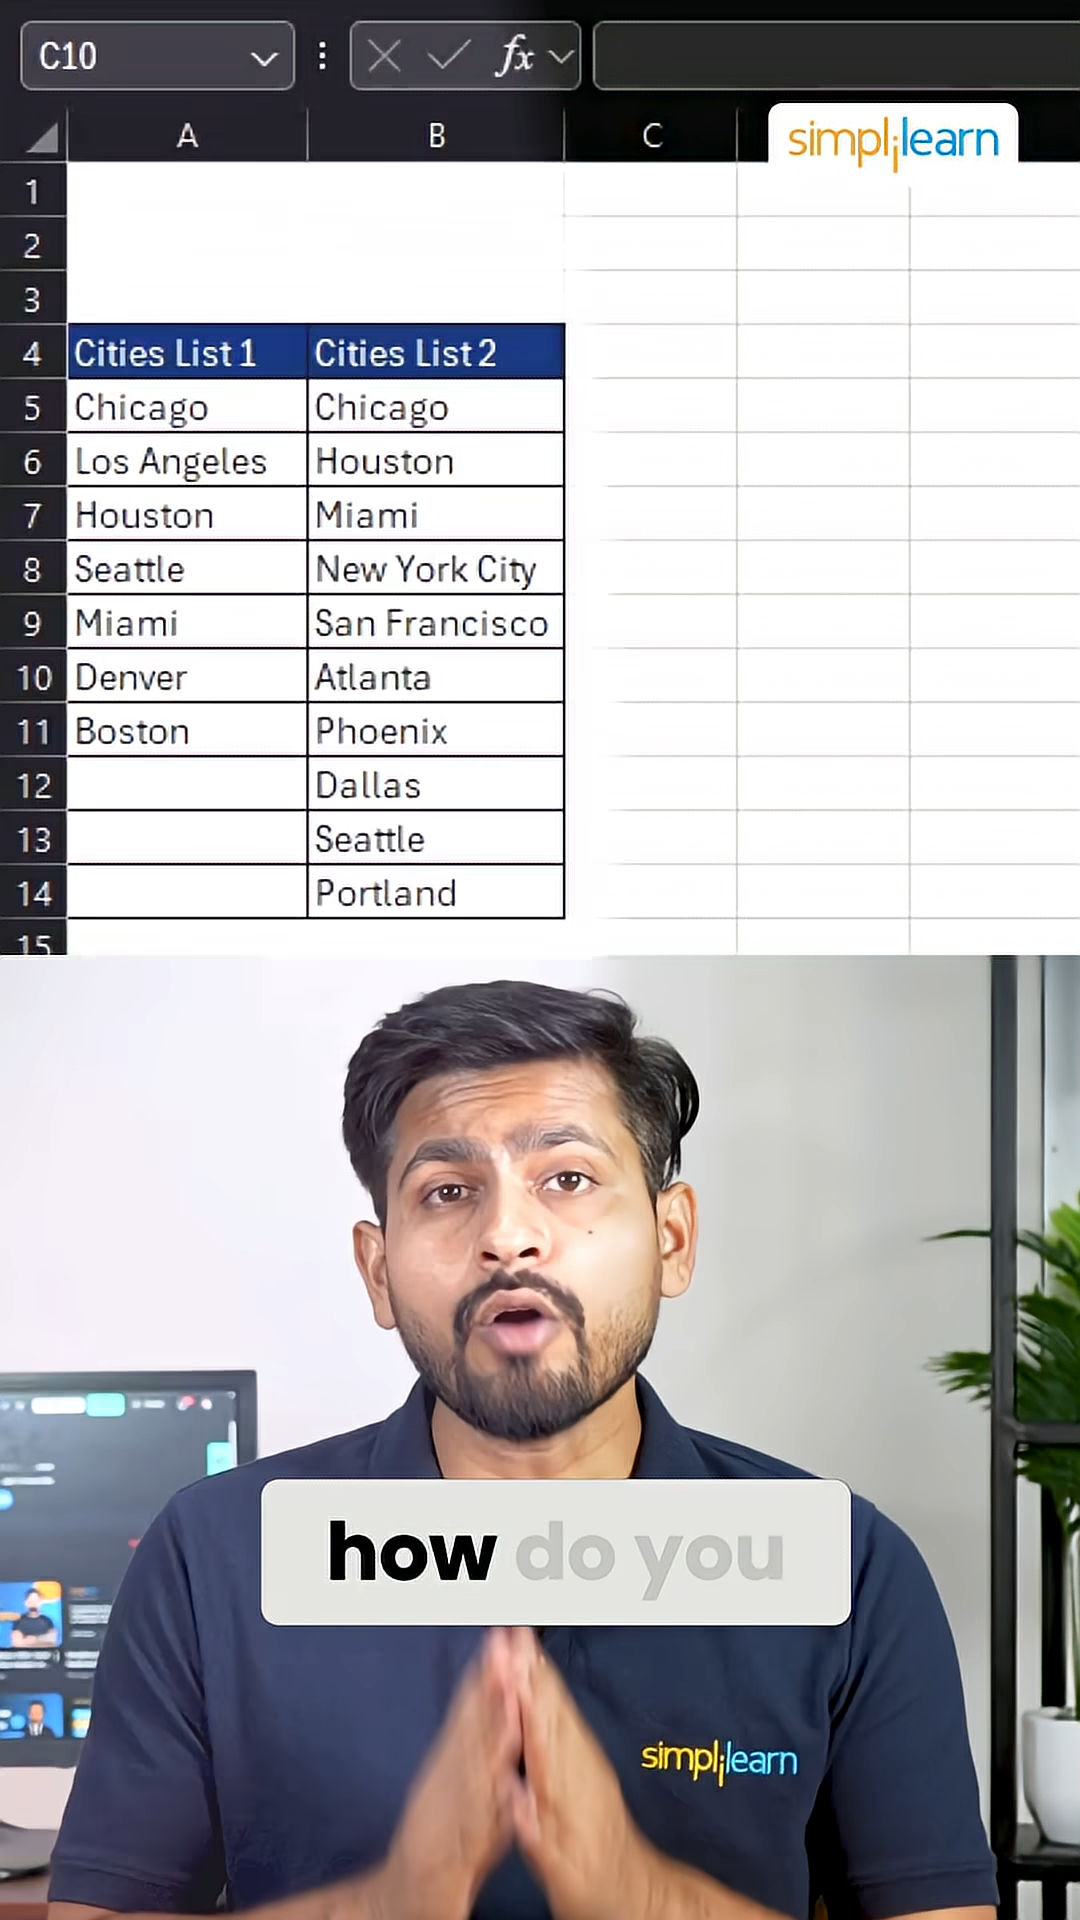 C10
fx
A B C
simplilearn
1
2
3
4 Cities List 1 Cities List 2
5 Chicago Chicago
6 Los Angeles Houston
7 Houston Miami
8 Seattle New York City
9 Miami San Francisco
10 Denver Atlanta
11 Boston Phoenix
12 Dallas
13 Seattle
14 Portland
15
how do you
simplilearn